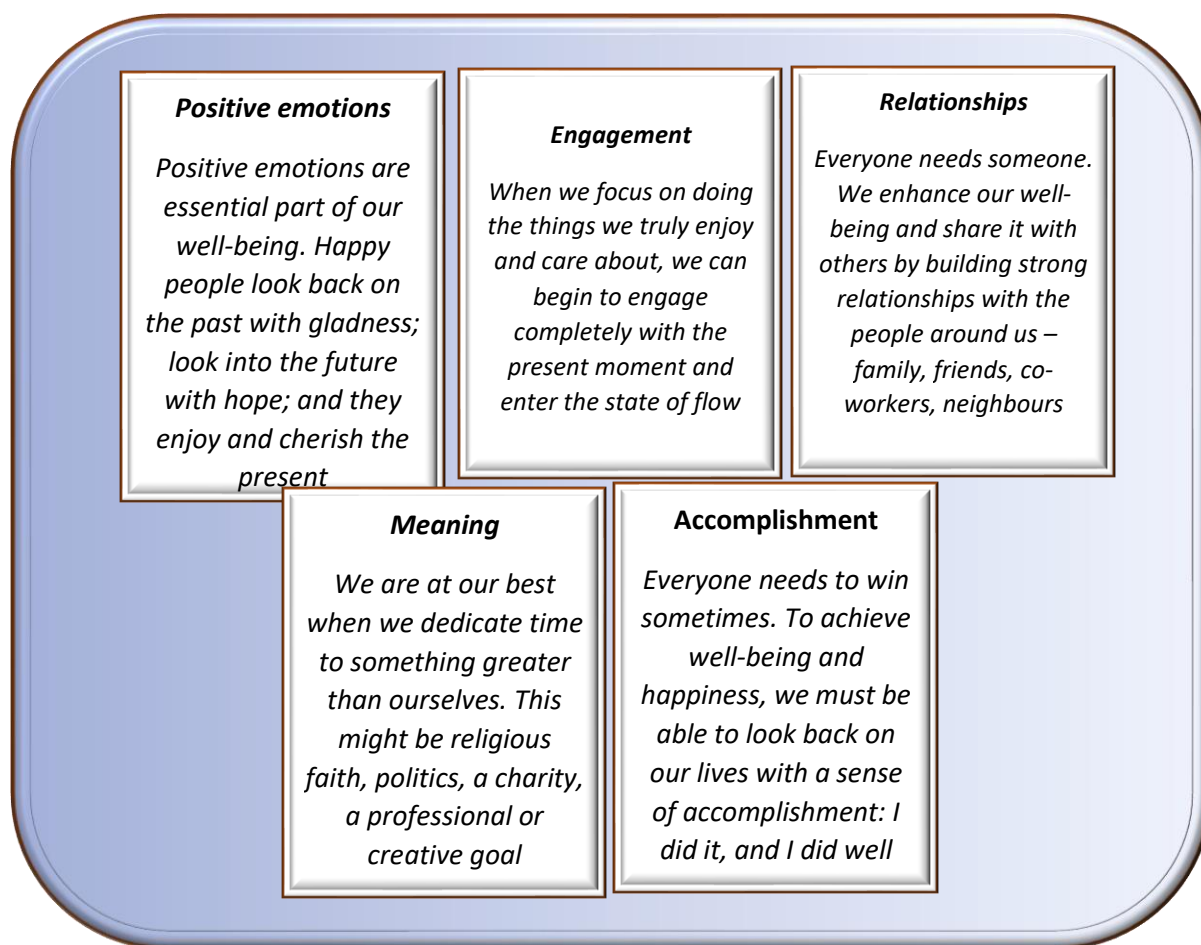 Positive emotions
Positive emotions are
essential part of our
well-being. Happy
people look back on
the past with gladness;
look into the future
with hope; and they
enjoy and cherish the
present
Engagement
When we focus on doing
the things we truly enjoy
and care about, we can
begin to engage
completely with the
present moment and
enter the state of flow
Relationships
Everyone needs someone.
We enhance our well-
being and share it with
others by building strong
relationships with the
people around us –
family, friends, co-
workers, neighbours
Meaning
We are at our best
when we dedicate time
to something greater
than ourselves. This
might be religious
faith, politics, a charity,
a professional or
creative goal
Accomplishment
Everyone needs to win
sometimes. To achieve
well-being and
happiness, we must be
able to look back on
our lives with a sense
of accomplishment: I
did it, and I did well